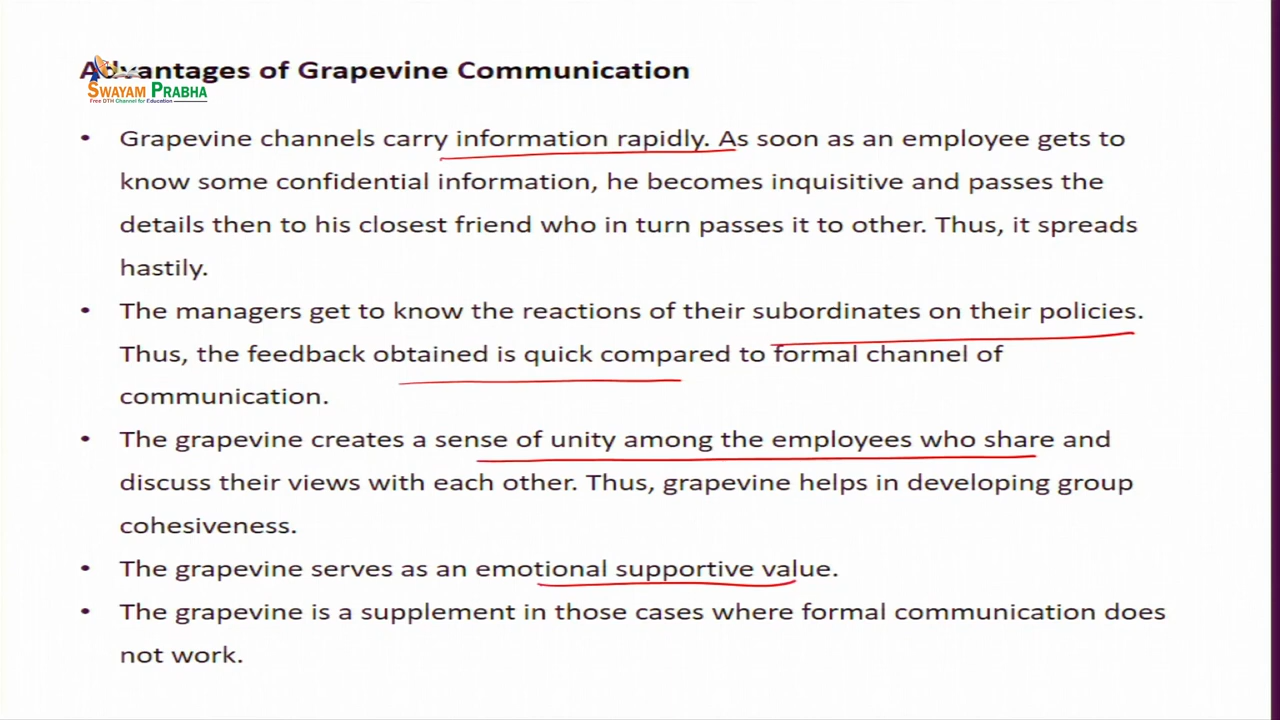 Advantages of Grapevine Communication
SWAYAM PRABHA
Free DTH Channel for Education
• Grapevine channels carry information rapidly. As soon as an employee gets to
know some confidential information, he becomes inquisitive and passes the
details then to his closest friend who in turn passes it to other. Thus, it spreads
hastily.
• The managers get to know the reactions of their subordinates on their policies.
Thus, the feedback obtained is quick compared to formal channel of
communication.
• The grapevine creates a sense of unity among the employees who share and
discuss their views with each other. Thus, grapevine helps in developing group
cohesiveness.
• The grapevine serves as an emotional supportive value.
• The grapevine is a supplement in those cases where formal communication does
not work.